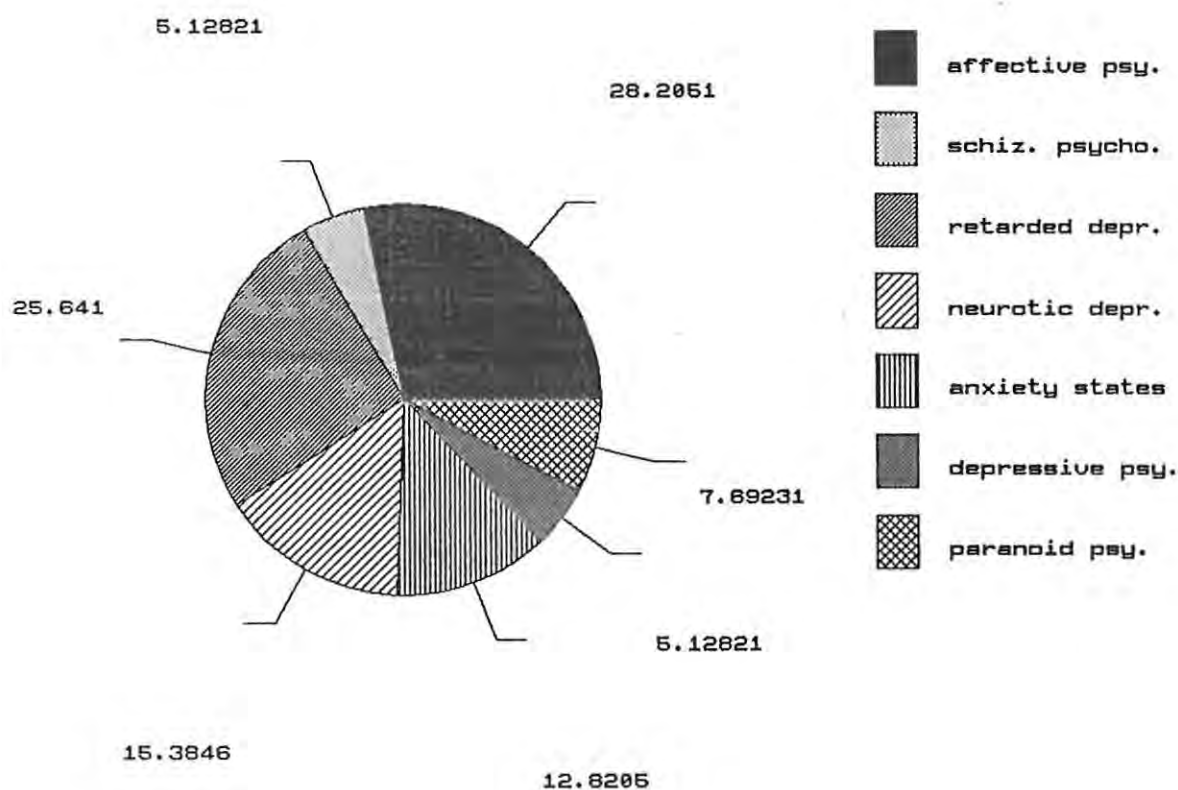 5.12821
28.2051
25.641
7.69231
5.12821
15.3846
12.8205
affective psy.
schiz. psycho.
retarded depr.
neurotic depr.
anxiety states
depressive psy.
paranoid psy.